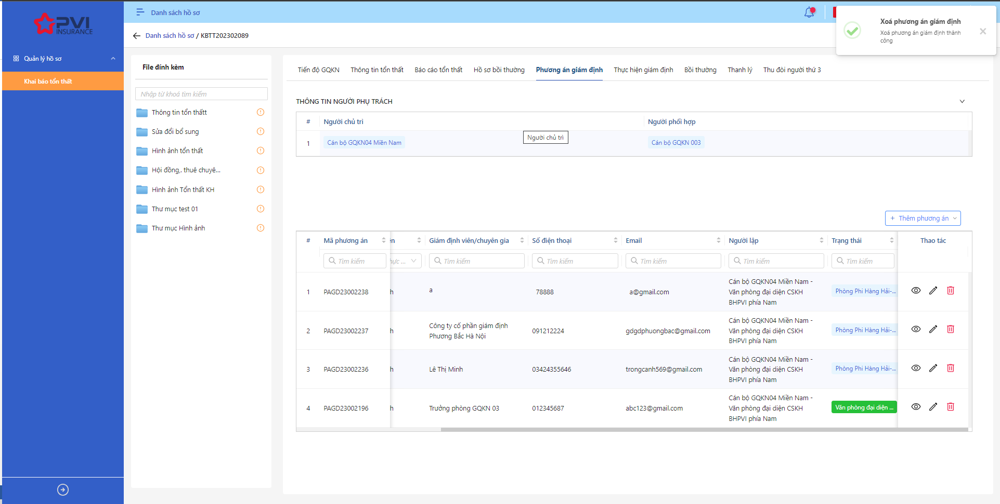 PVI
INSURANCE
Quản lý hồ sơ
Khai báo tổn thất
Danh sách hồ sơ
Danh sách hồ sơ / KBTT202302089
Xoá phương án giám định
Xoá phương án giám định thành
công
File đính kèm
Nhập từ khoá tìm kiếm
Thông tin tổn thấtt
Sửa đổi bổ sung
Hình ảnh tổn thất
Hội đồng,. thuê chuyê...
Hình ảnh Tổn thất KH
Thư mục test 01
Thư mục Hình ảnh
Tiến độ GQKN Thông tin tổn thất Báo cáo tổn thất Hồ sơ bồi thường Phương án giám định Thực hiện giám định Bồi thường Thanh lý Thu đòi người thứ 3
THÔNG TIN NGƯỜI PHỤ TRÁCH
# Người chủ trì Người phối hợp
1 Cán bộ GQKN04 Miền Nam Cán bộ GQKN 003
Người chủ trì
+ Thêm phương án
# Mã phương án ên Giám định viên/chuyên gia Số điện thoại Email Người lập Trạng thái Thao tác
Tìm kiếm hực ... Tìm kiếm Tìm kiếm Tìm kiếm Tìm kiếm Tìm kiếm
1 PAGD23002238 h a 78888 a@gmail.com Cán bộ GQKN04 Miền Nam -
Văn phòng đại diện CSKH
BHPVI phía Nam
Phòng Phi Hàng Hải-...
2 PAGD23002237 h Công ty cố phần giám định
Phương Bắc Hà Nội
091212224 gdgdphuongbac@gmail.com Cán bộ GQKN04 Miền Nam -
Văn phòng đại diện CSKH
BHPVI phía Nam
Phòng Phi Hàng Hải-...
3 PAGD23002236 h Lê Thị Minh 03424355646 trongcanh569@gmail.com Cán bộ GQKN04 Miền Nam -
Văn phòng đại diện CSKH
BHPVI phía Nam
Phòng Phi Hàng Hải-...
4 PAGD23002196 h Trưởng phòng GQKN 03 012345687 abc123@gmail.com Cán bộ GQKN04 Miền Nam -
Văn phòng đại diện CSKH
BHPVI phía Nam
Văn phòng đại diện ...